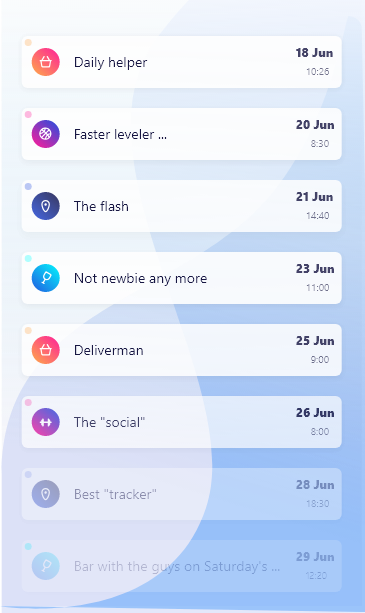 Daily helper 18 Jun
10:26
Faster leveler ... 20 Jun
8:30
The flash 21 Jun
14:40
Not newbie any more 23 Jun
11:00
Deliverman 25 Jun
9:00
The "social" 26 Jun
8:00
Best "tracker" 28 Jun
18:30
Bar with the guys on Saturday's ... 29 Jun
12:20